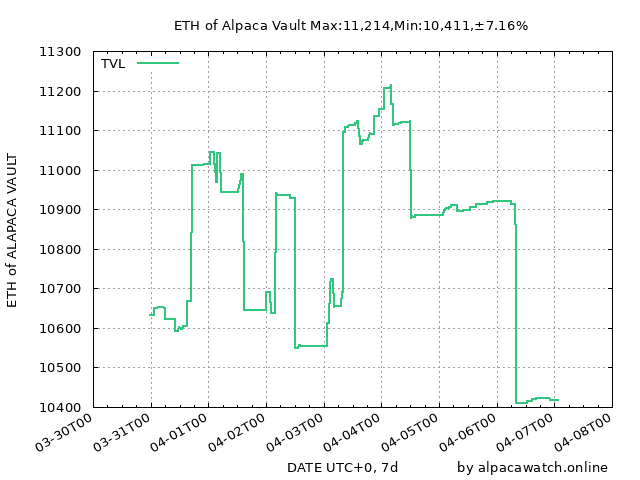 ETH of Alpaca Vault Max:11,214,Min:10,411,±7.16%
TVL
ETH of ALAPACA VAULT
11300
11200
11100
11000
10900
10800
10700
10600
10500
10400
03-30T00
03-31T00
04-01T00
04-02T00
04-03T00
04-04T00
04-05T00
04-06T00
04-07T00
04-08T00
DATE UTC+0, 7d
by alpacawatch.online